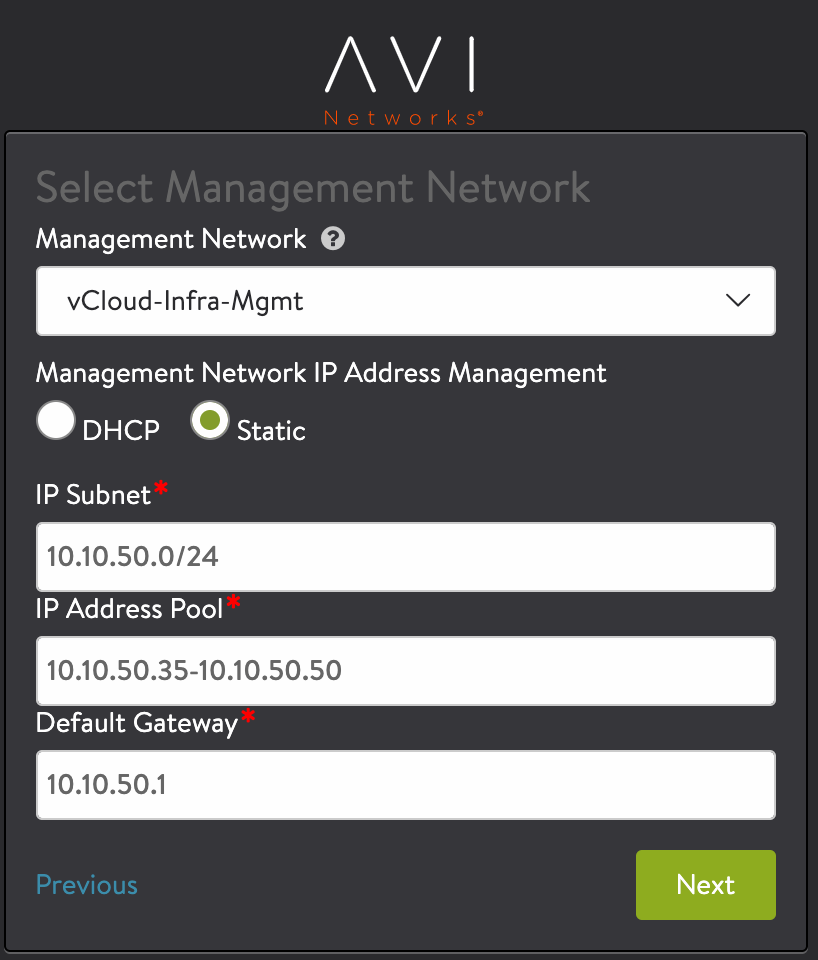 AVI
Networks®
Select Management Network
Management Network ?
vCloud-Infra-Mgmt
Management Network IP Address Management
DHCP Static
IP Subnet*
10.10.50.0/24
IP Address Pool*
10.10.50.35-10.10.50.50
Default Gateway*
10.10.50.1
Previous Next